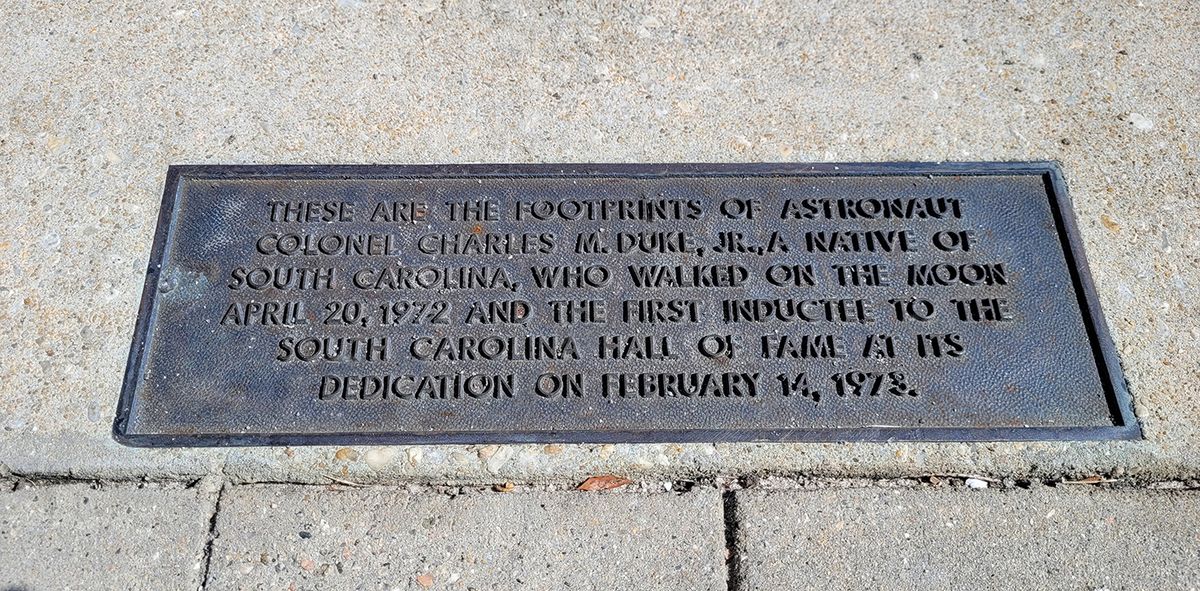 THESE ARE THE FOOTPRINTS OF ASTRONAUT
COLONEL CHARLES M. DUKE, JR., A NATIVE OF
SOUTH CAROLINA, WHO WALKED ON THE MOON
APRIL 20, 1972 AND THE FIRST INDUCTEE TO THE
SOUTH CAROLINA HALL OF FAME AT ITS
DEDICATION ON FEBRUARY 14, 1973.